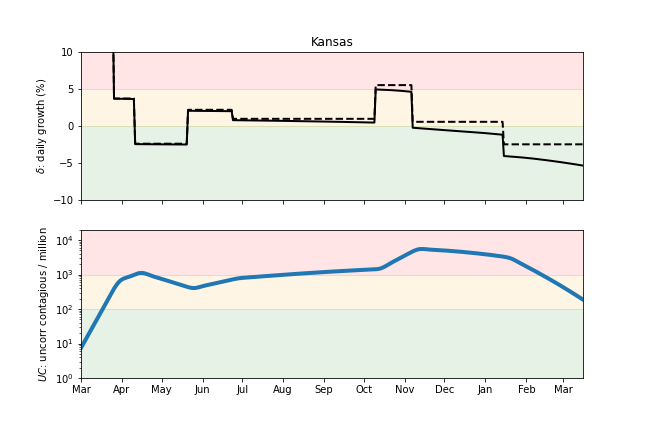 Kansas
δ: daily growth (%)
10
5
0
−5
−10
UC: uncorr contagious / million
10⁴
10³
10²
10¹
10⁰
Mar Apr May Jun Jul Aug Sep Oct Nov Dec Jan Feb Mar